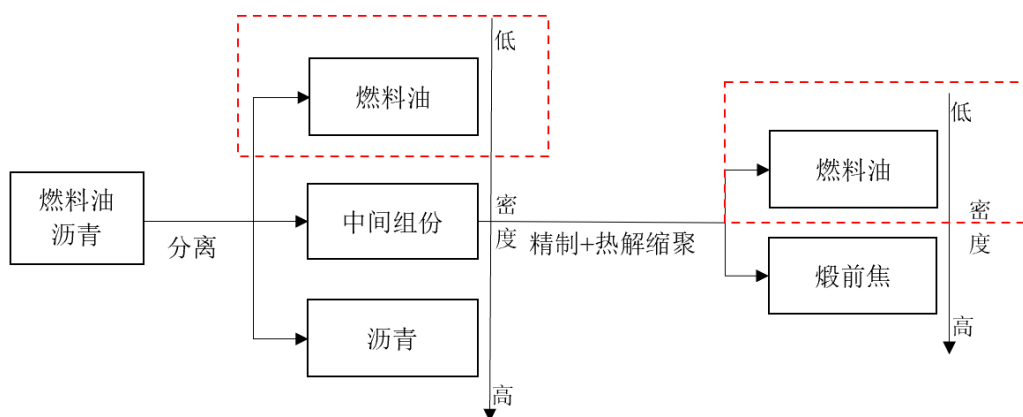 燃料油
沥青
分离
燃料油
中间组份
沥青
低
密
度
高
精制+热解缩聚
燃料油
煅前焦
低
密
度
高